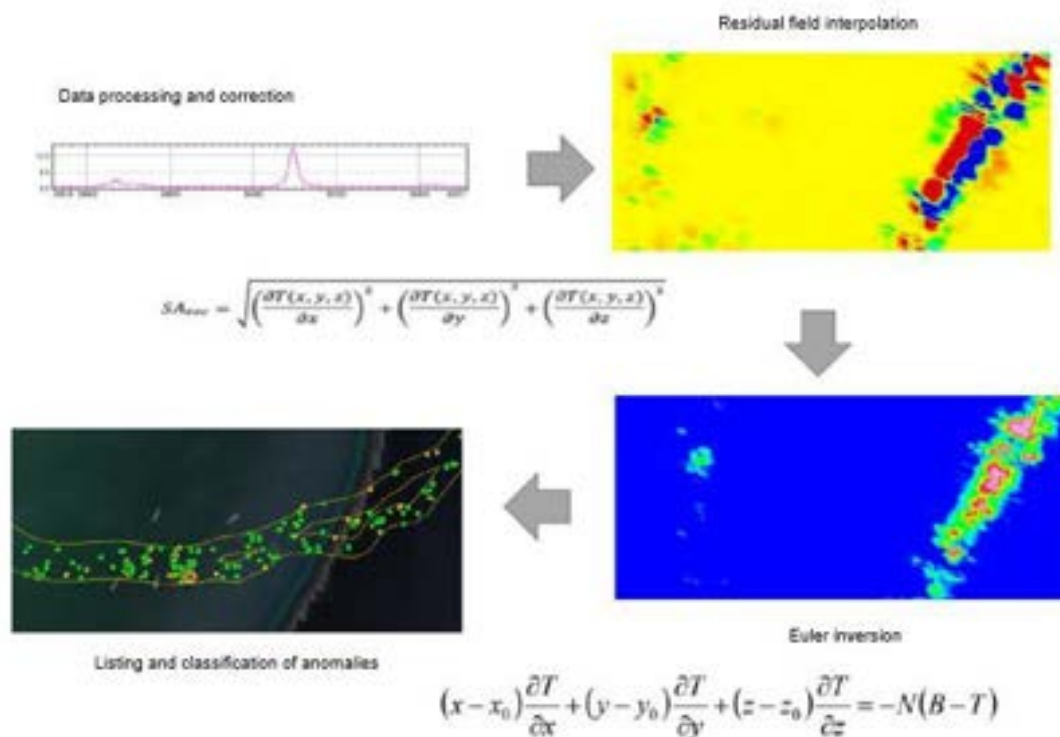 Residual field interpolation
Data processing and correction
∂T(x, y, z) ∂T(x, y, z) ∂T(x, y, z)
∂x ∂y ∂z
Euler inversion
Listing and classification of anomalies
(x − x₀) ∂T/∂x + (y − y₀) ∂T/∂y + (z − z₀) ∂T/∂z = −N(B − T)